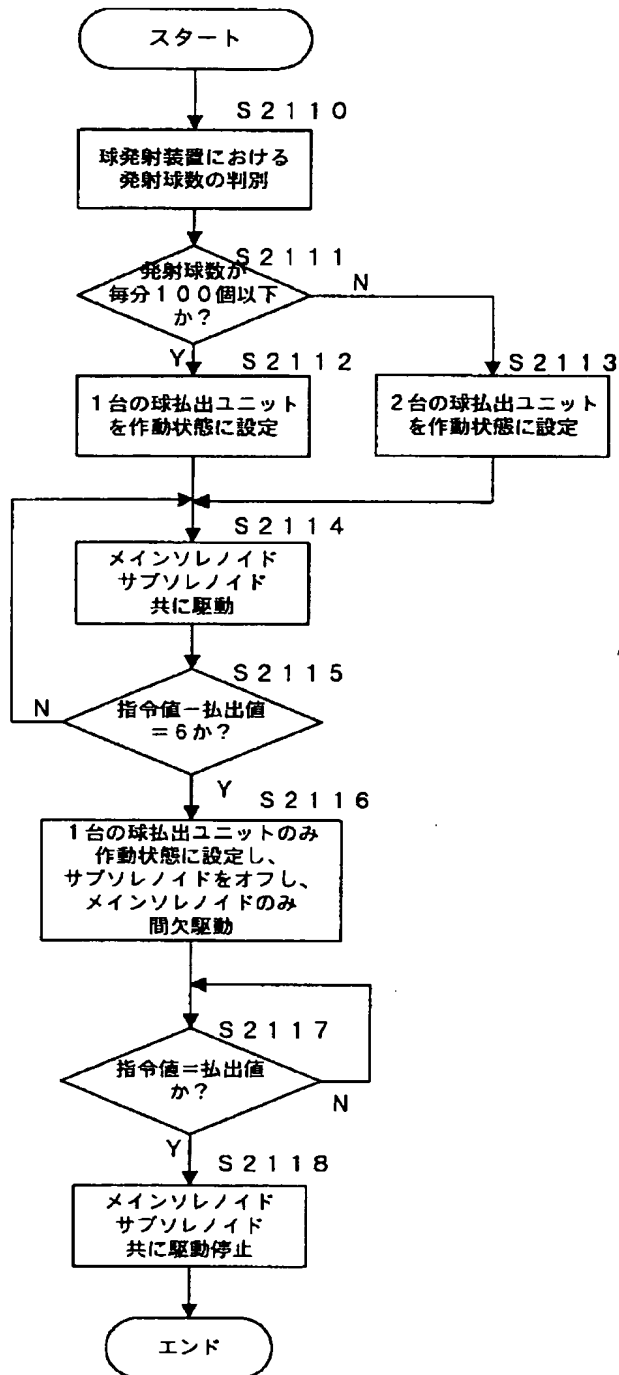 スタート
S2110
球発射装置における
発射球数の判別
S2111
発射球数が
毎分100個以下
か?
N
Y
S2112
1台の球払出ユニット
を作動状態に設定
S2113
2台の球払出ユニット
を作動状態に設定
S2114
メインソレノイド
サブソレノイド
共に駆動
S2115
N
指令値-払出値
=6か?
Y
S2116
1台の球払出ユニットのみ
作動状態に設定し、
サブソレノイドをオフし、
メインソレノイドのみ
間欠駆動
S2117
指令値=払出値
か?
N
Y
S2118
メインソレノイド
サブソレノイド
共に駆動停止
エンド